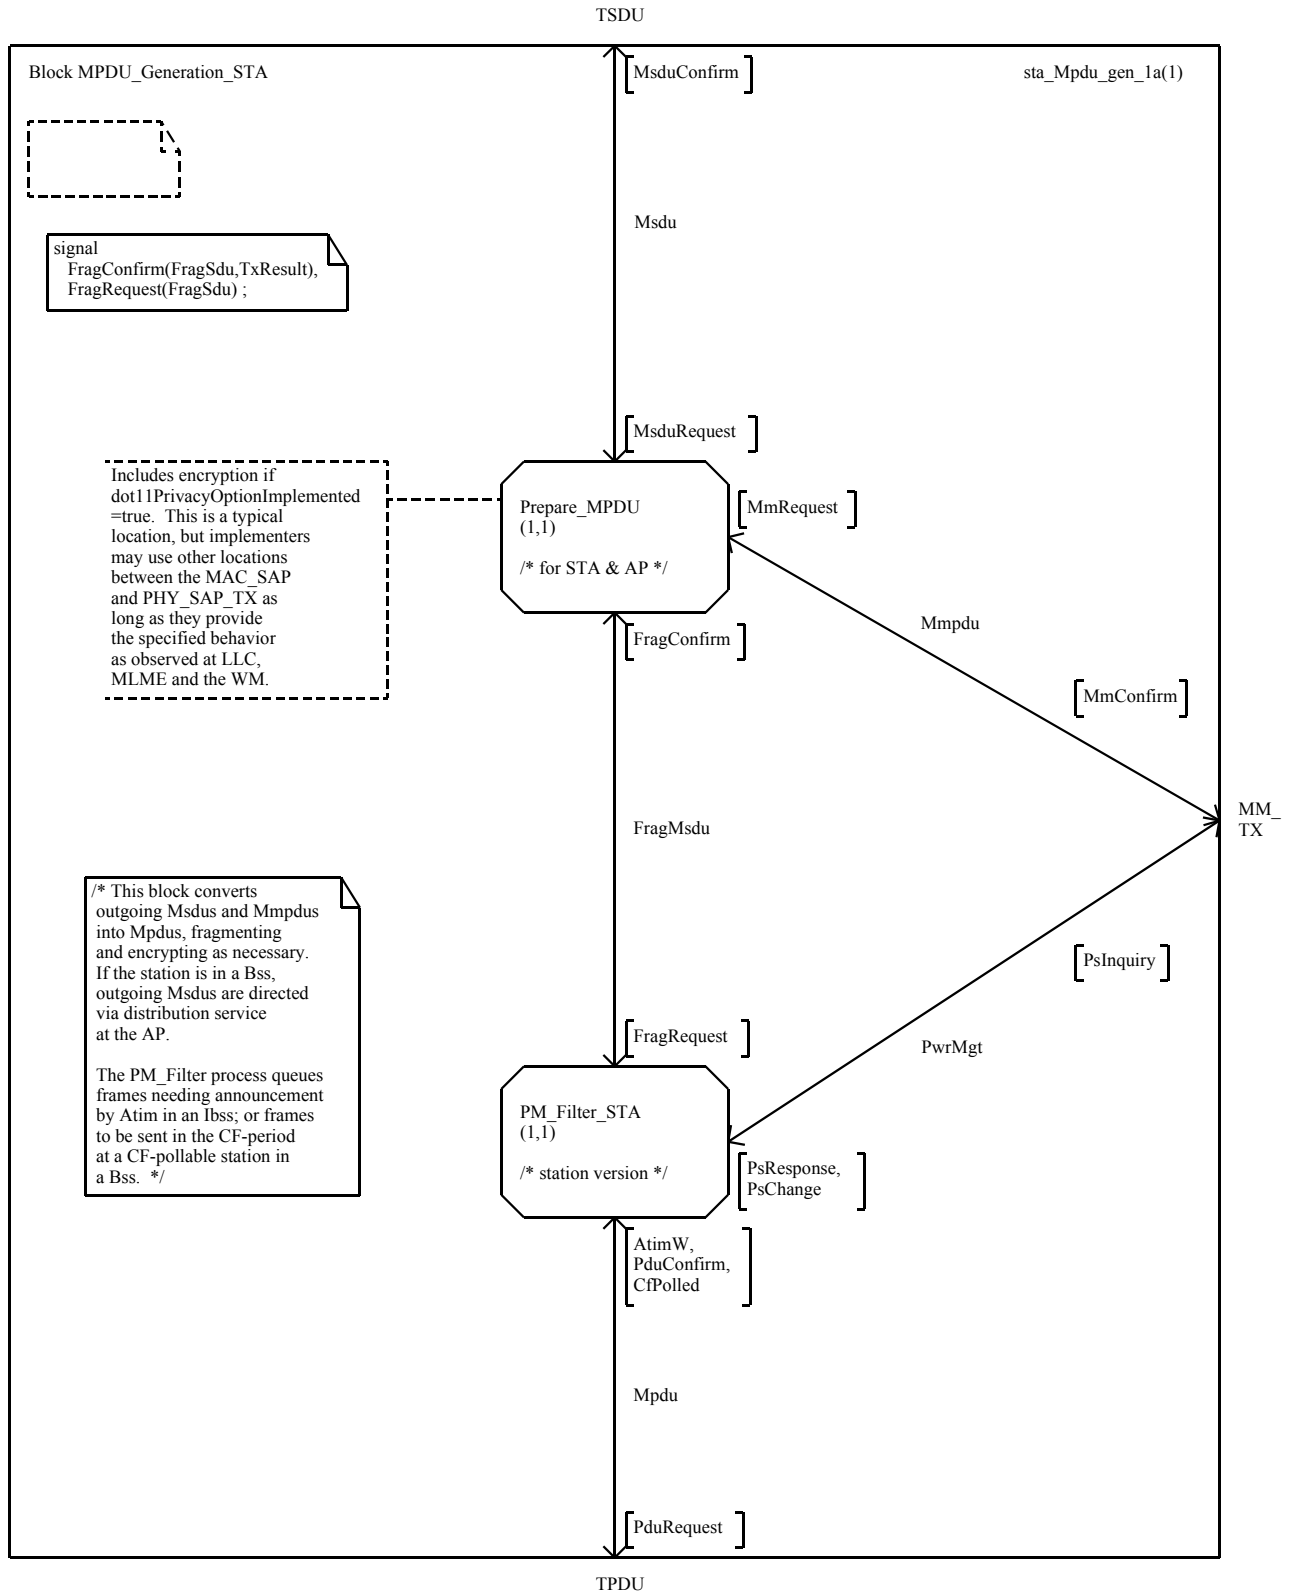 TSDU
Block MPDU_Generation_STA
sta_Mpdu_gen_1a(1)
MsduConfirm
Msdu
signal
FragConfirm(FragSdu,TxResult),
FragRequest(FragSdu) ;
MsduRequest
Includes encryption if
dot11PrivacyOptionImplemented
=true.  This is a typical
location, but implementers
may use other locations
between the MAC_SAP
and PHY_SAP_TX as
long as they provide
the specified behavior
as observed at LLC,
MLME and the WM.
Prepare_MPDU
(1,1)
/* for STA & AP */
MmRequest
FragConfirm
Mmpdu
MmConfirm
MM_
TX
FragMsdu
/* This block converts
outgoing Msdus and Mmpdus
into Mpdus, fragmenting
and encrypting as necessary.
If the station is in a Bss,
outgoing Msdus are directed
via distribution service
at the AP.
The PM_Filter process queues
frames needing announcement
by Atim in an Ibss; or frames
to be sent in the CF-period
at a CF-pollable station in
a Bss.  */
PsInquiry
FragRequest
PwrMgt
PM_Filter_STA
(1,1)
/* station version */
PsResponse,
PsChange
AtimW,
PduConfirm,
CfPolled
Mpdu
PduRequest
TPDU